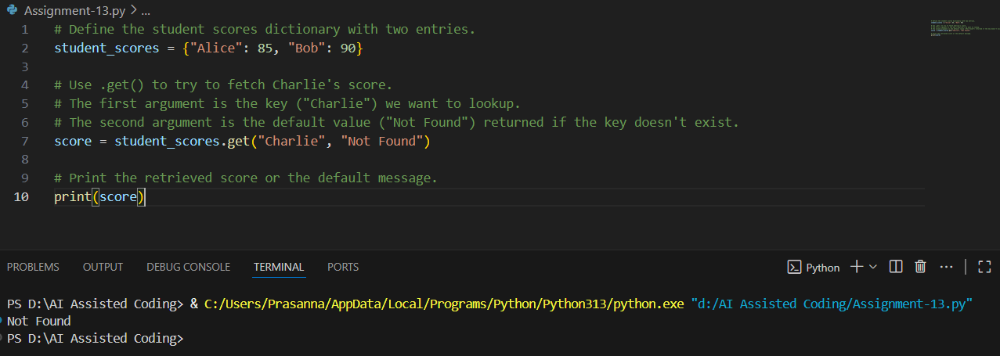 Assignment-13.py > ...
1 # Define the student scores dictionary with two entries.
2 student_scores = {"Alice": 85, "Bob": 90}
3
4 # Use .get() to try to fetch Charlie's score.
5 # The first argument is the key ("Charlie") we want to lookup.
6 # The second argument is the default value ("Not Found") returned if the key doesn't exist.
7 score = student_scores.get("Charlie", "Not Found")
8
9 # Print the retrieved score or the default message.
10 print(score)
PROBLEMS OUTPUT DEBUG CONSOLE TERMINAL PORTS Python
PS D:\AI Assisted Coding> & C:/Users/Prasanna/AppData/Local/Programs/Python/Python313/python.exe "d:/AI Assisted Coding/Assignment-13.py"
Not Found
PS D:\AI Assisted Coding>